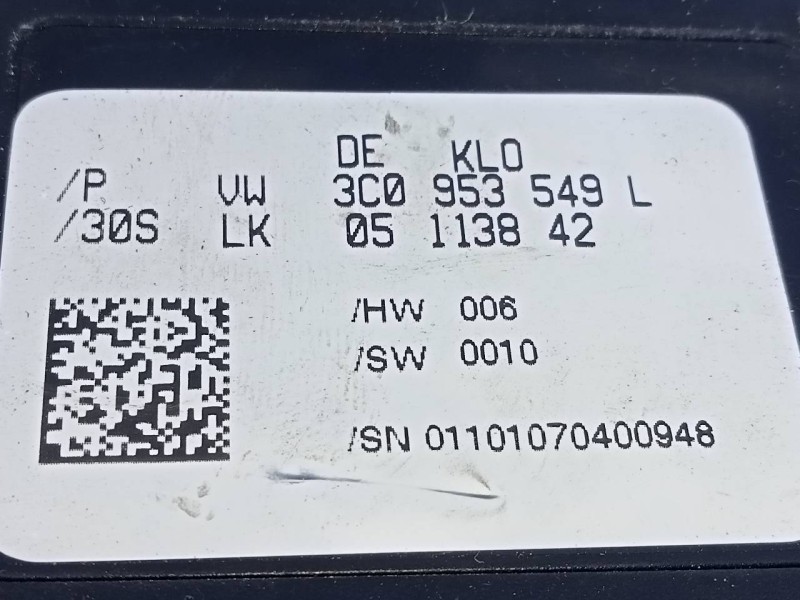 DE KLO
/P VW 3C0 953 549 L
/30S LK 05 1138 42
/HW 006
/SW 0010
/SN 01101070400948